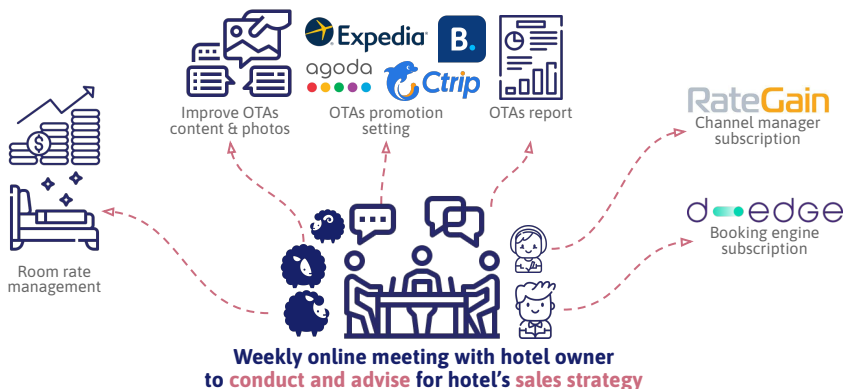 Expedia
B.
agoda
Ctrip
Improve OTAs
content & photos
OTAs promotion
setting
OTAs report
RateGain
Channel manager
subscription
d-edge
Booking engine
subscription
$
Room rate
management
Weekly online meeting with hotel owner
to conduct and advise for hotel's sales strategy